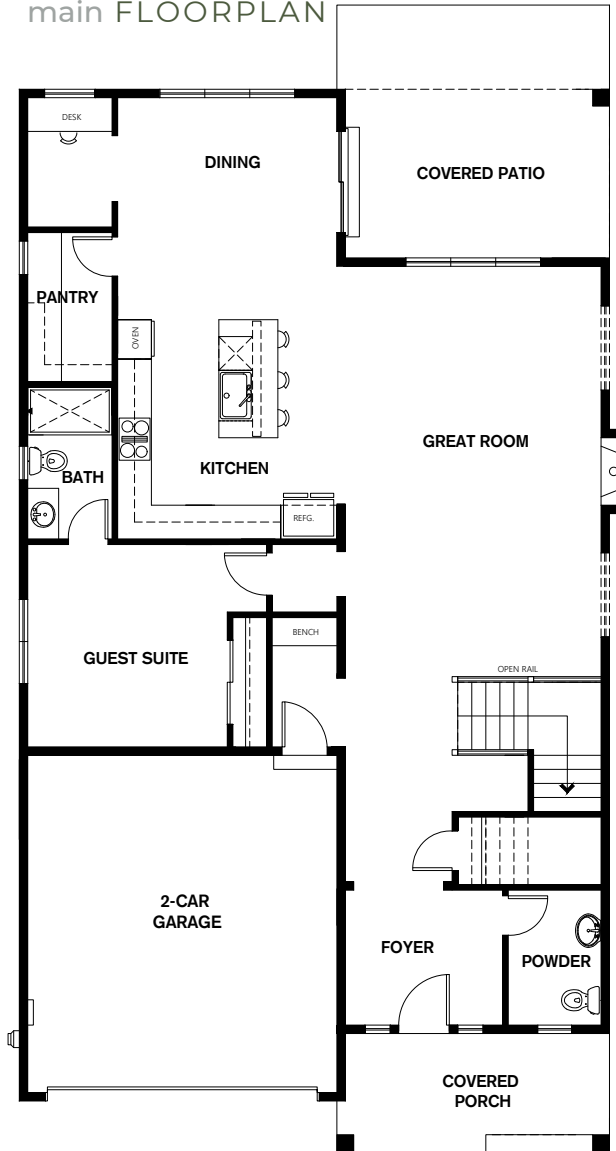 main FLOORPLAN
DESK
DINING
COVERED PATIO
PANTRY
OVEN
GREAT ROOM
KITCHEN
BATH
REFG.
BENCH
GUEST SUITE
OPEN RAIL
2-CAR
GARAGE
FOYER
POWDER
COVERED
PORCH